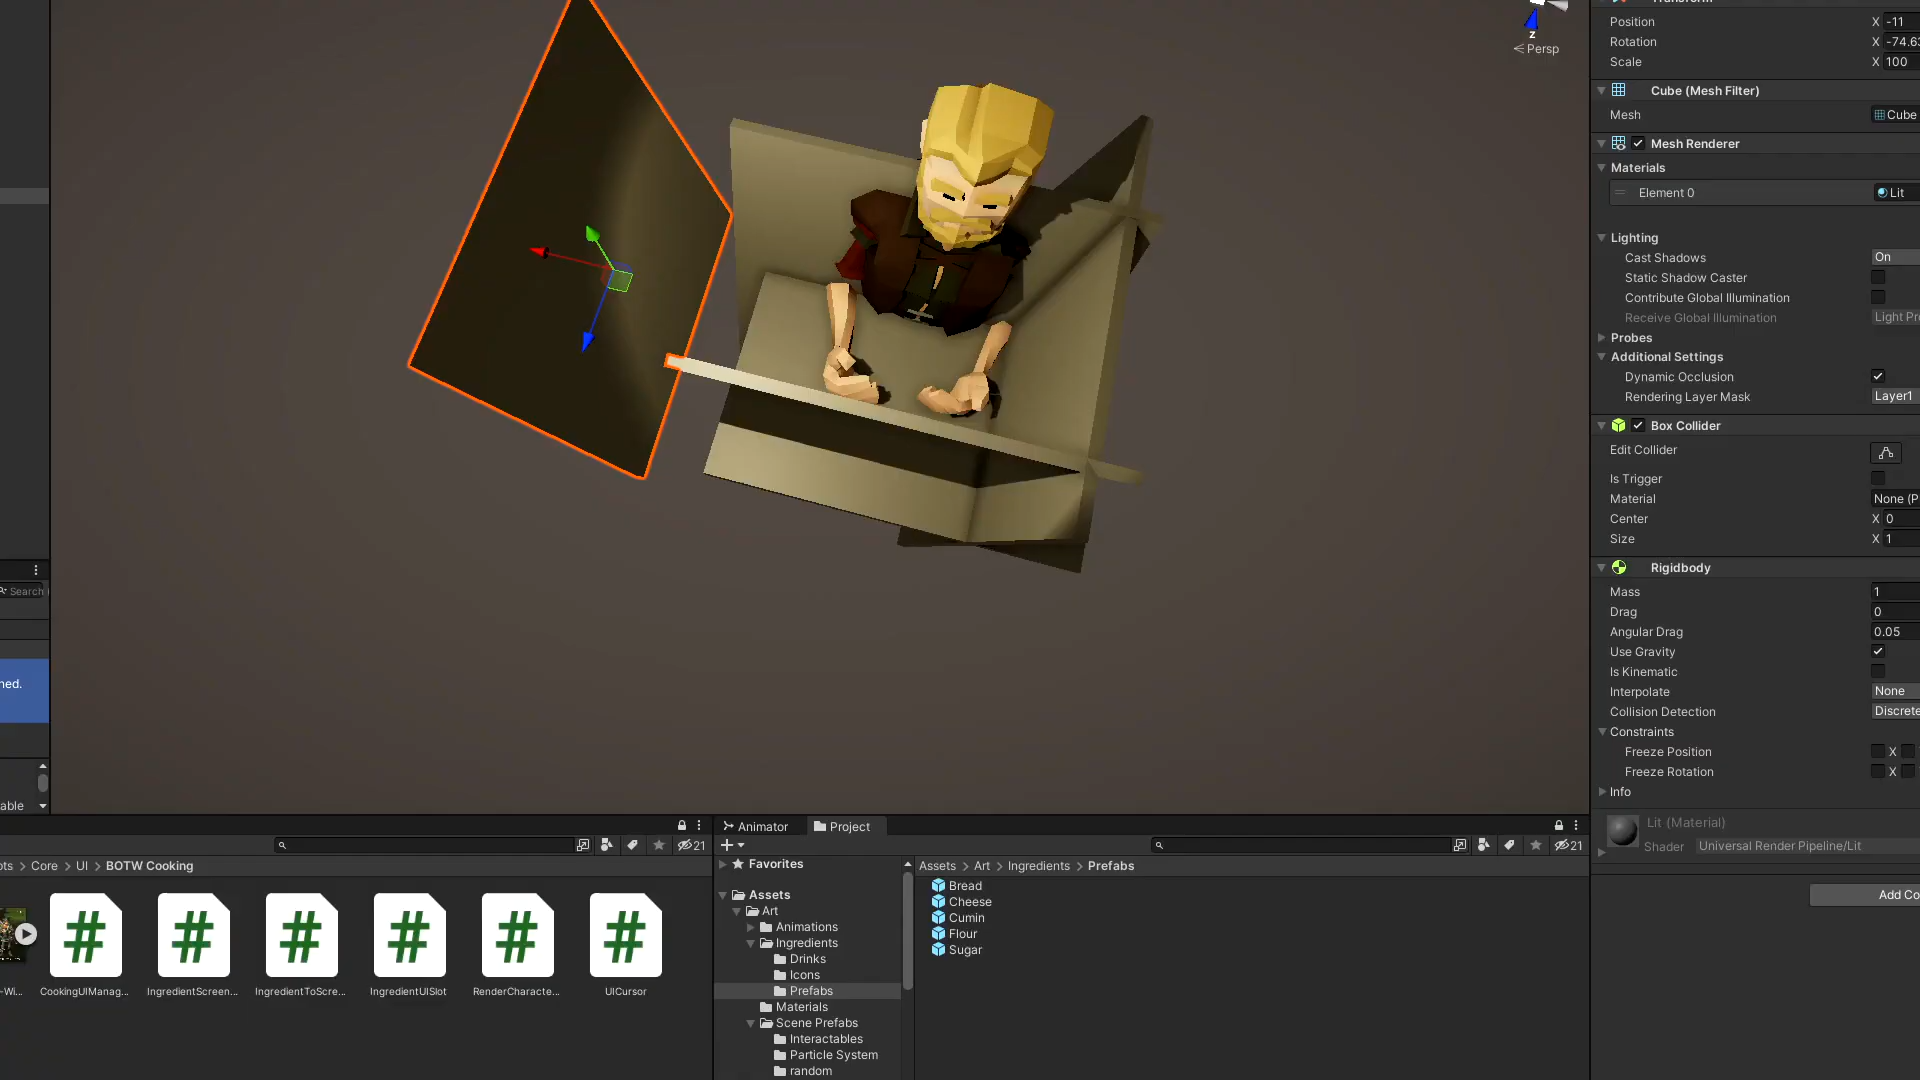 Position X -11
Rotation X -74.6
Scale X 100
z
Persp
Cube (Mesh Filter)
Mesh Cube
Mesh Renderer
Materials
Element 0 Lit
Lighting
Cast Shadows On
Static Shadow Caster
Contribute Global Illumination
Receive Global Illumination Light Pr
Probes
Additional Settings
Dynamic Occlusion
Rendering Layer Mask Layer1
Box Collider
Edit Collider
Is Trigger
Material None (P
Center X 0
Size X 1
Rigidbody
Mass 1
Drag 0
Angular Drag 0.05
Use Gravity
Is Kinematic
Interpolate None
Collision Detection Discrete
Constraints
Freeze Position X
Freeze Rotation X
Info
Lit (Material)
Shader Universal Render Pipeline/Lit
Add Co
Search
ned.
able
21
ots > Core > UI > BOTW Cooking
-Wi...
CookingUIManag...
IngredientScreen...
IngredientToScre...
IngredientUISlot
RenderCharacte...
UICursor
Animator Project
21
Favorites
Assets
Art
Animations
Ingredients
Drinks
Icons
Prefabs
Materials
Scene Prefabs
Interactables
Particle System
random
Assets > Art > Ingredients > Prefabs
Bread
Cheese
Cumin
Flour
Sugar